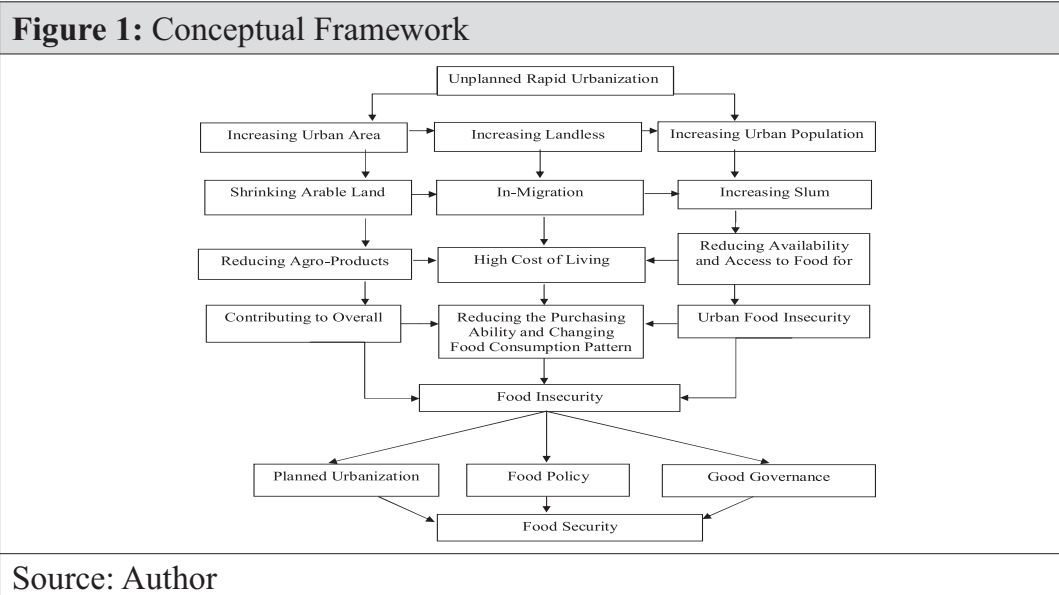 Figure 1: Conceptual Framework
Unplanned Rapid Urbanization
Increasing Urban Area
Increasing Landless
Increasing Urban Population
Shrinking Arable Land
In-Migration
Increasing Slum
Reducing Agro-Products
High Cost of Living
Reducing Availability
and Access to Food for
Contributing to Overall
Reducing the Purchasing
Ability and Changing
Food Consumption Pattern
Urban Food Insecurity
Food Insecurity
Planned Urbanization
Food Policy
Good Governance
Food Security
Source: Author